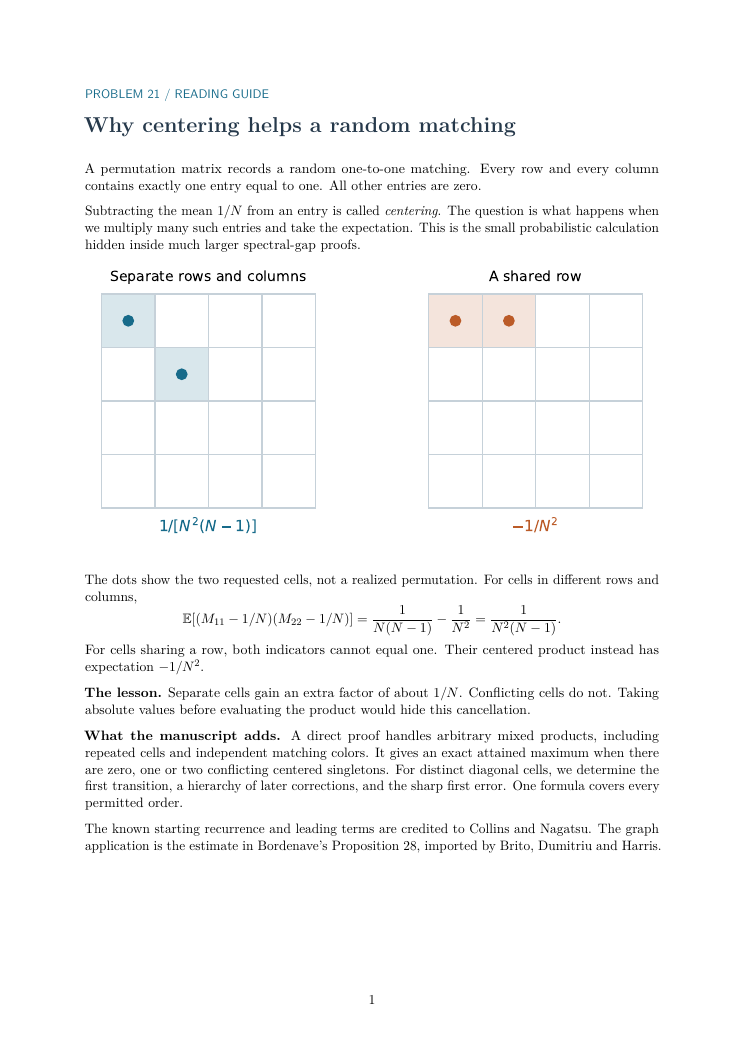 PROBLEM 21 / READING GUIDE
Why centering helps a random matching
A permutation matrix records a random one-to-one matching. Every row and every column
contains exactly one entry equal to one. All other entries are zero.
Subtracting the mean 1/N from an entry is called centering. The question is what happens when
we multiply many such entries and take the expectation. This is the small probabilistic calculation
hidden inside much larger spectral-gap proofs.
Separate rows and columns
A shared row
1/[N²(N − 1)]
−1/N²
The dots show the two requested cells, not a realized permutation. For cells in different rows and
columns,
𝔼[(M₁₁ − 1/N)(M₂₂ − 1/N)] = 1/(N(N − 1)) − 1/N² = 1/(N²(N − 1)).
For cells sharing a row, both indicators cannot equal one. Their centered product instead has
expectation −1/N².
The lesson. Separate cells gain an extra factor of about 1/N. Conflicting cells do not. Taking
absolute values before evaluating the product would hide this cancellation.
What the manuscript adds. A direct proof handles arbitrary mixed products, including
repeated cells and independent matching colors. It gives an exact attained maximum when there
are zero, one or two conflicting centered singletons. For distinct diagonal cells, we determine the
first transition, a hierarchy of later corrections, and the sharp first error. One formula covers every
permitted order.
The known starting recurrence and leading terms are credited to Collins and Nagatsu. The graph
application is the estimate in Bordenave's Proposition 28, imported by Brito, Dumitriu and Harris.
1